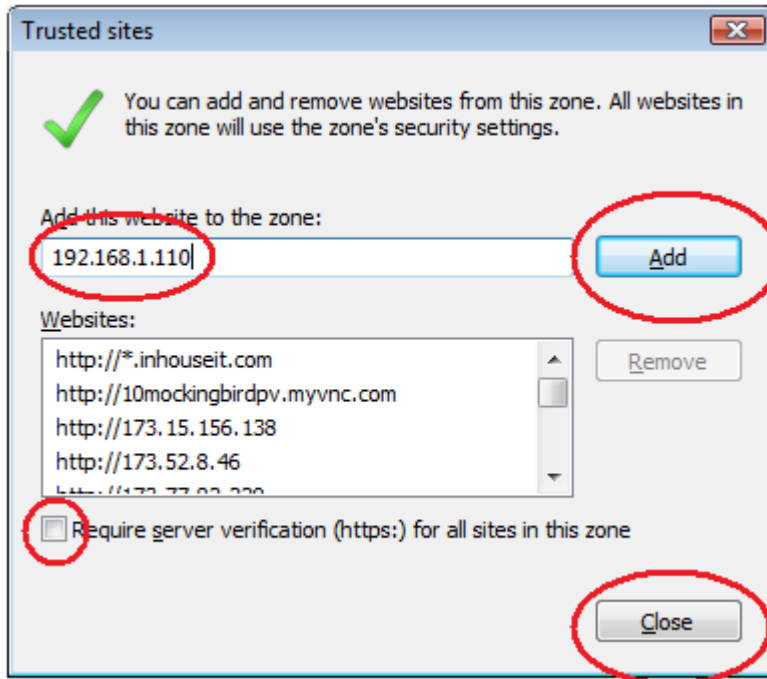 Trusted sites
You can add and remove websites from this zone. All websites in
this zone will use the zone's security settings.
Add this website to the zone:
192.168.1.110
Add
Websites:
http://*.inhouseit.com
Remove
http://10mockingbirdpv.myvnc.com
http://173.15.156.138
http://173.52.8.46
Require server verification (https:) for all sites in this zone
Close